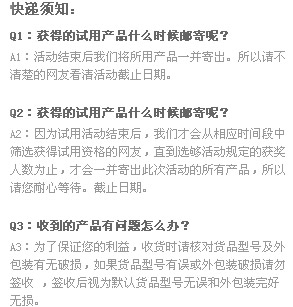 快递须知：
Q1：获得的试用产品什么时候邮寄呢？
A1：活动结束后我们将所用产品一并寄出。所以请不
清楚的网友看清活动截止日期。
Q2：获得的试用产品什么时候邮寄呢？
A2：因为试用活动结束后，我们才会从相应时间段中
筛选获得试用资格的网友，直到选够活动规定的获奖
人数为止，才会一并寄出此次活动的所有产品，所以
请您耐心等待。截止日期。
Q3：收到的产品有问题怎么办？
A3：为了保证您的利益，收货时请核对货品型号及外
包装有无破损，如果货品型号有误或外包装破损请勿
签收 ，签收后视为默认货品型号无误和外包装完好
无损。